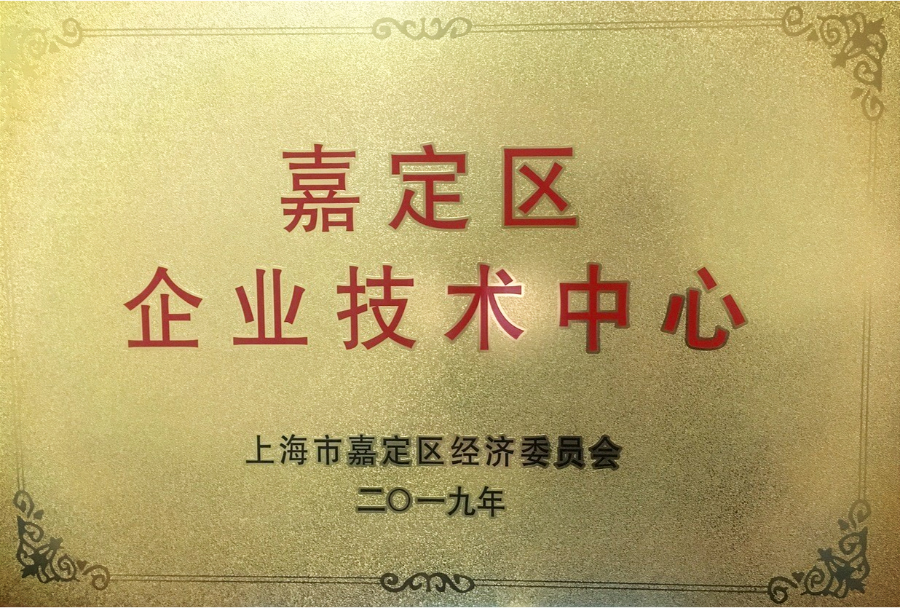 嘉定区
企业技术中心
上海市嘉定区经济委员会
二〇一九年